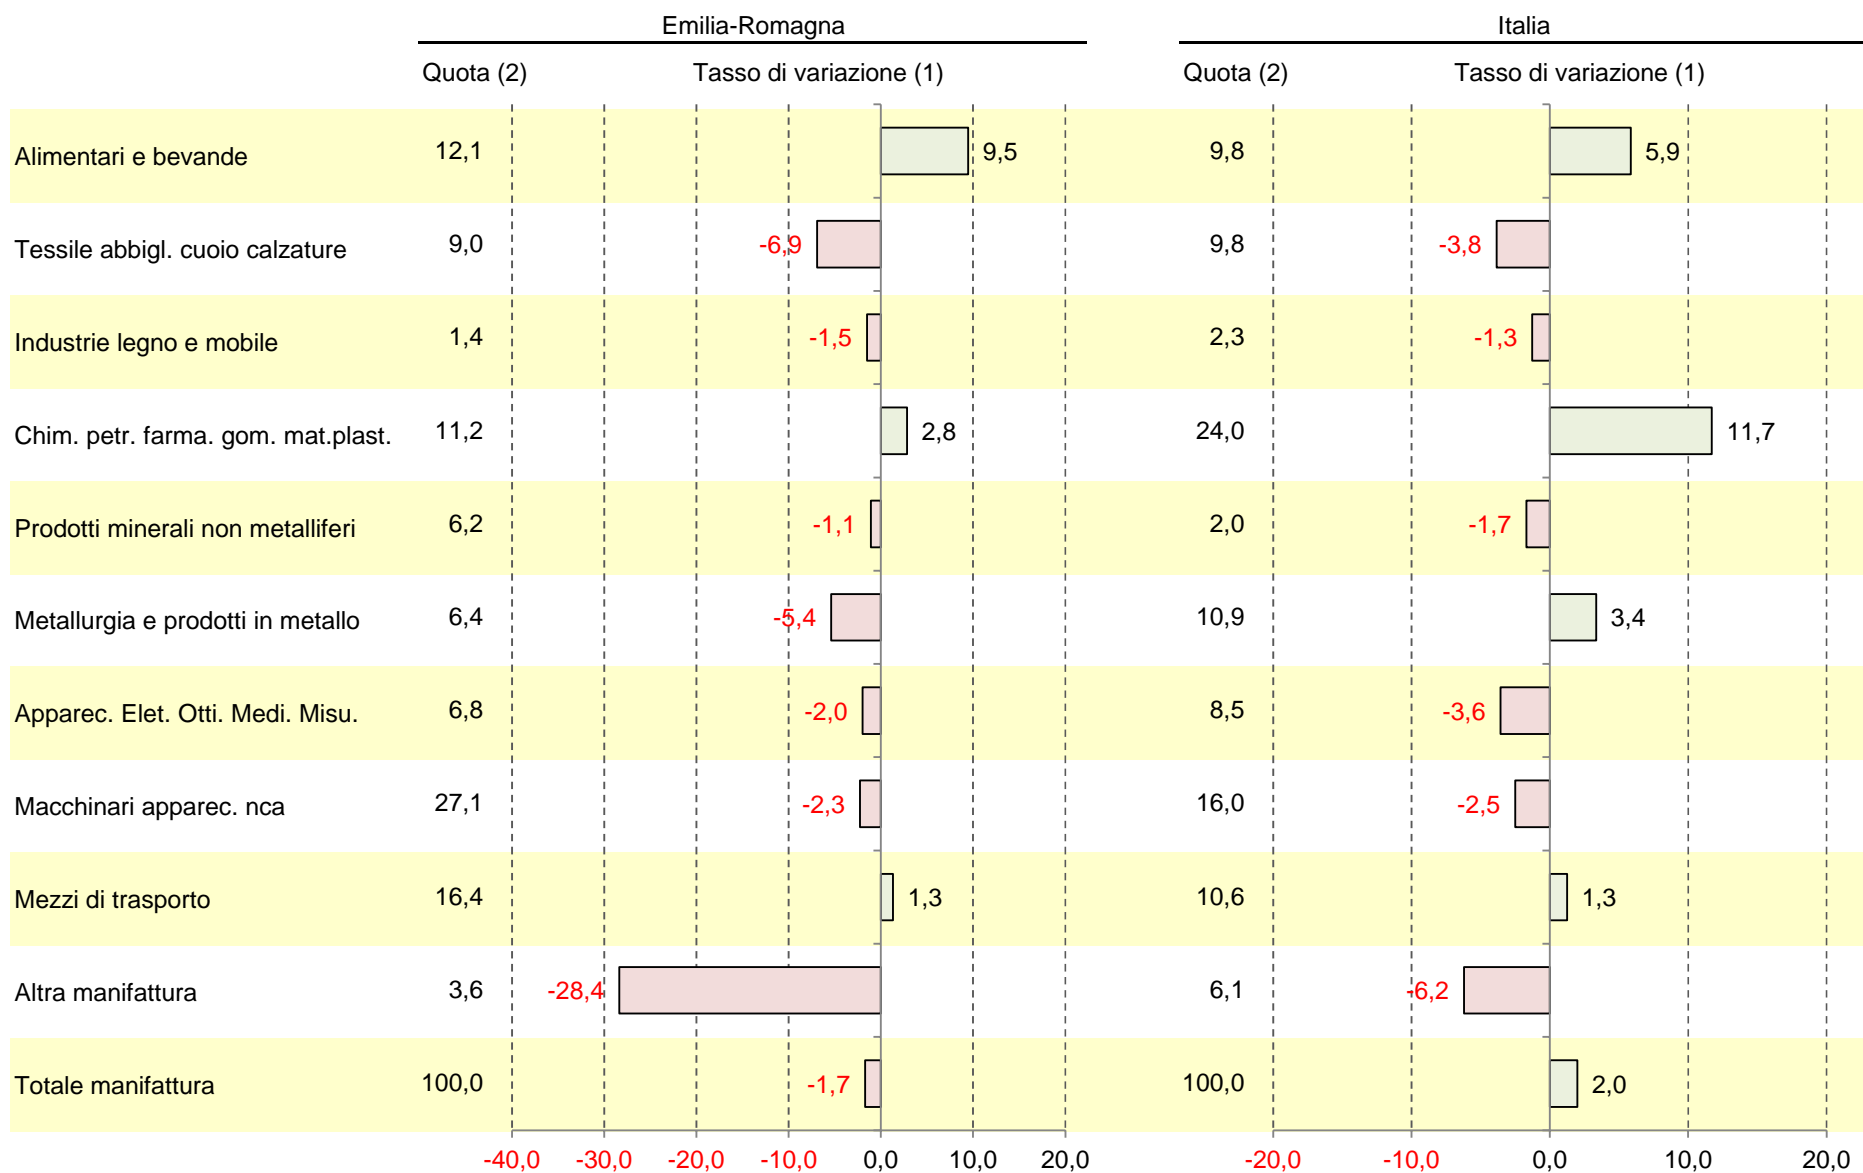 Emilia-Romagna Italia
Quota (2) Tasso di variazione (1) Quota (2) Tasso di variazione (1)
Alimentari e bevande 12,1 9,5 9,8 5,9
Tessile abbigl. cuoio calzature 9,0 -6,9 9,8 -3,8
Industrie legno e mobile 1,4 -1,5 2,3 -1,3
Chim. petr. farma. gom. mat.plast. 11,2 2,8 24,0 11,7
Prodotti minerali non metalliferi 6,2 -1,1 2,0 -1,7
Metallurgia e prodotti in metallo 6,4 -5,4 10,9 3,4
Apparec. Elet. Otti. Medi. Misu. 6,8 -2,0 8,5 -3,6
Macchinari apparec. nca 27,1 -2,3 16,0 -2,5
Mezzi di trasporto 16,4 1,3 10,6 1,3
Altra manifattura 3,6 -28,4 6,1 -6,2
Totale manifattura 100,0 -1,7 100,0 2,0
-40,0 -30,0 -20,0 -10,0 0,0 10,0 20,0 -20,0 -10,0 0,0 10,0 20,0